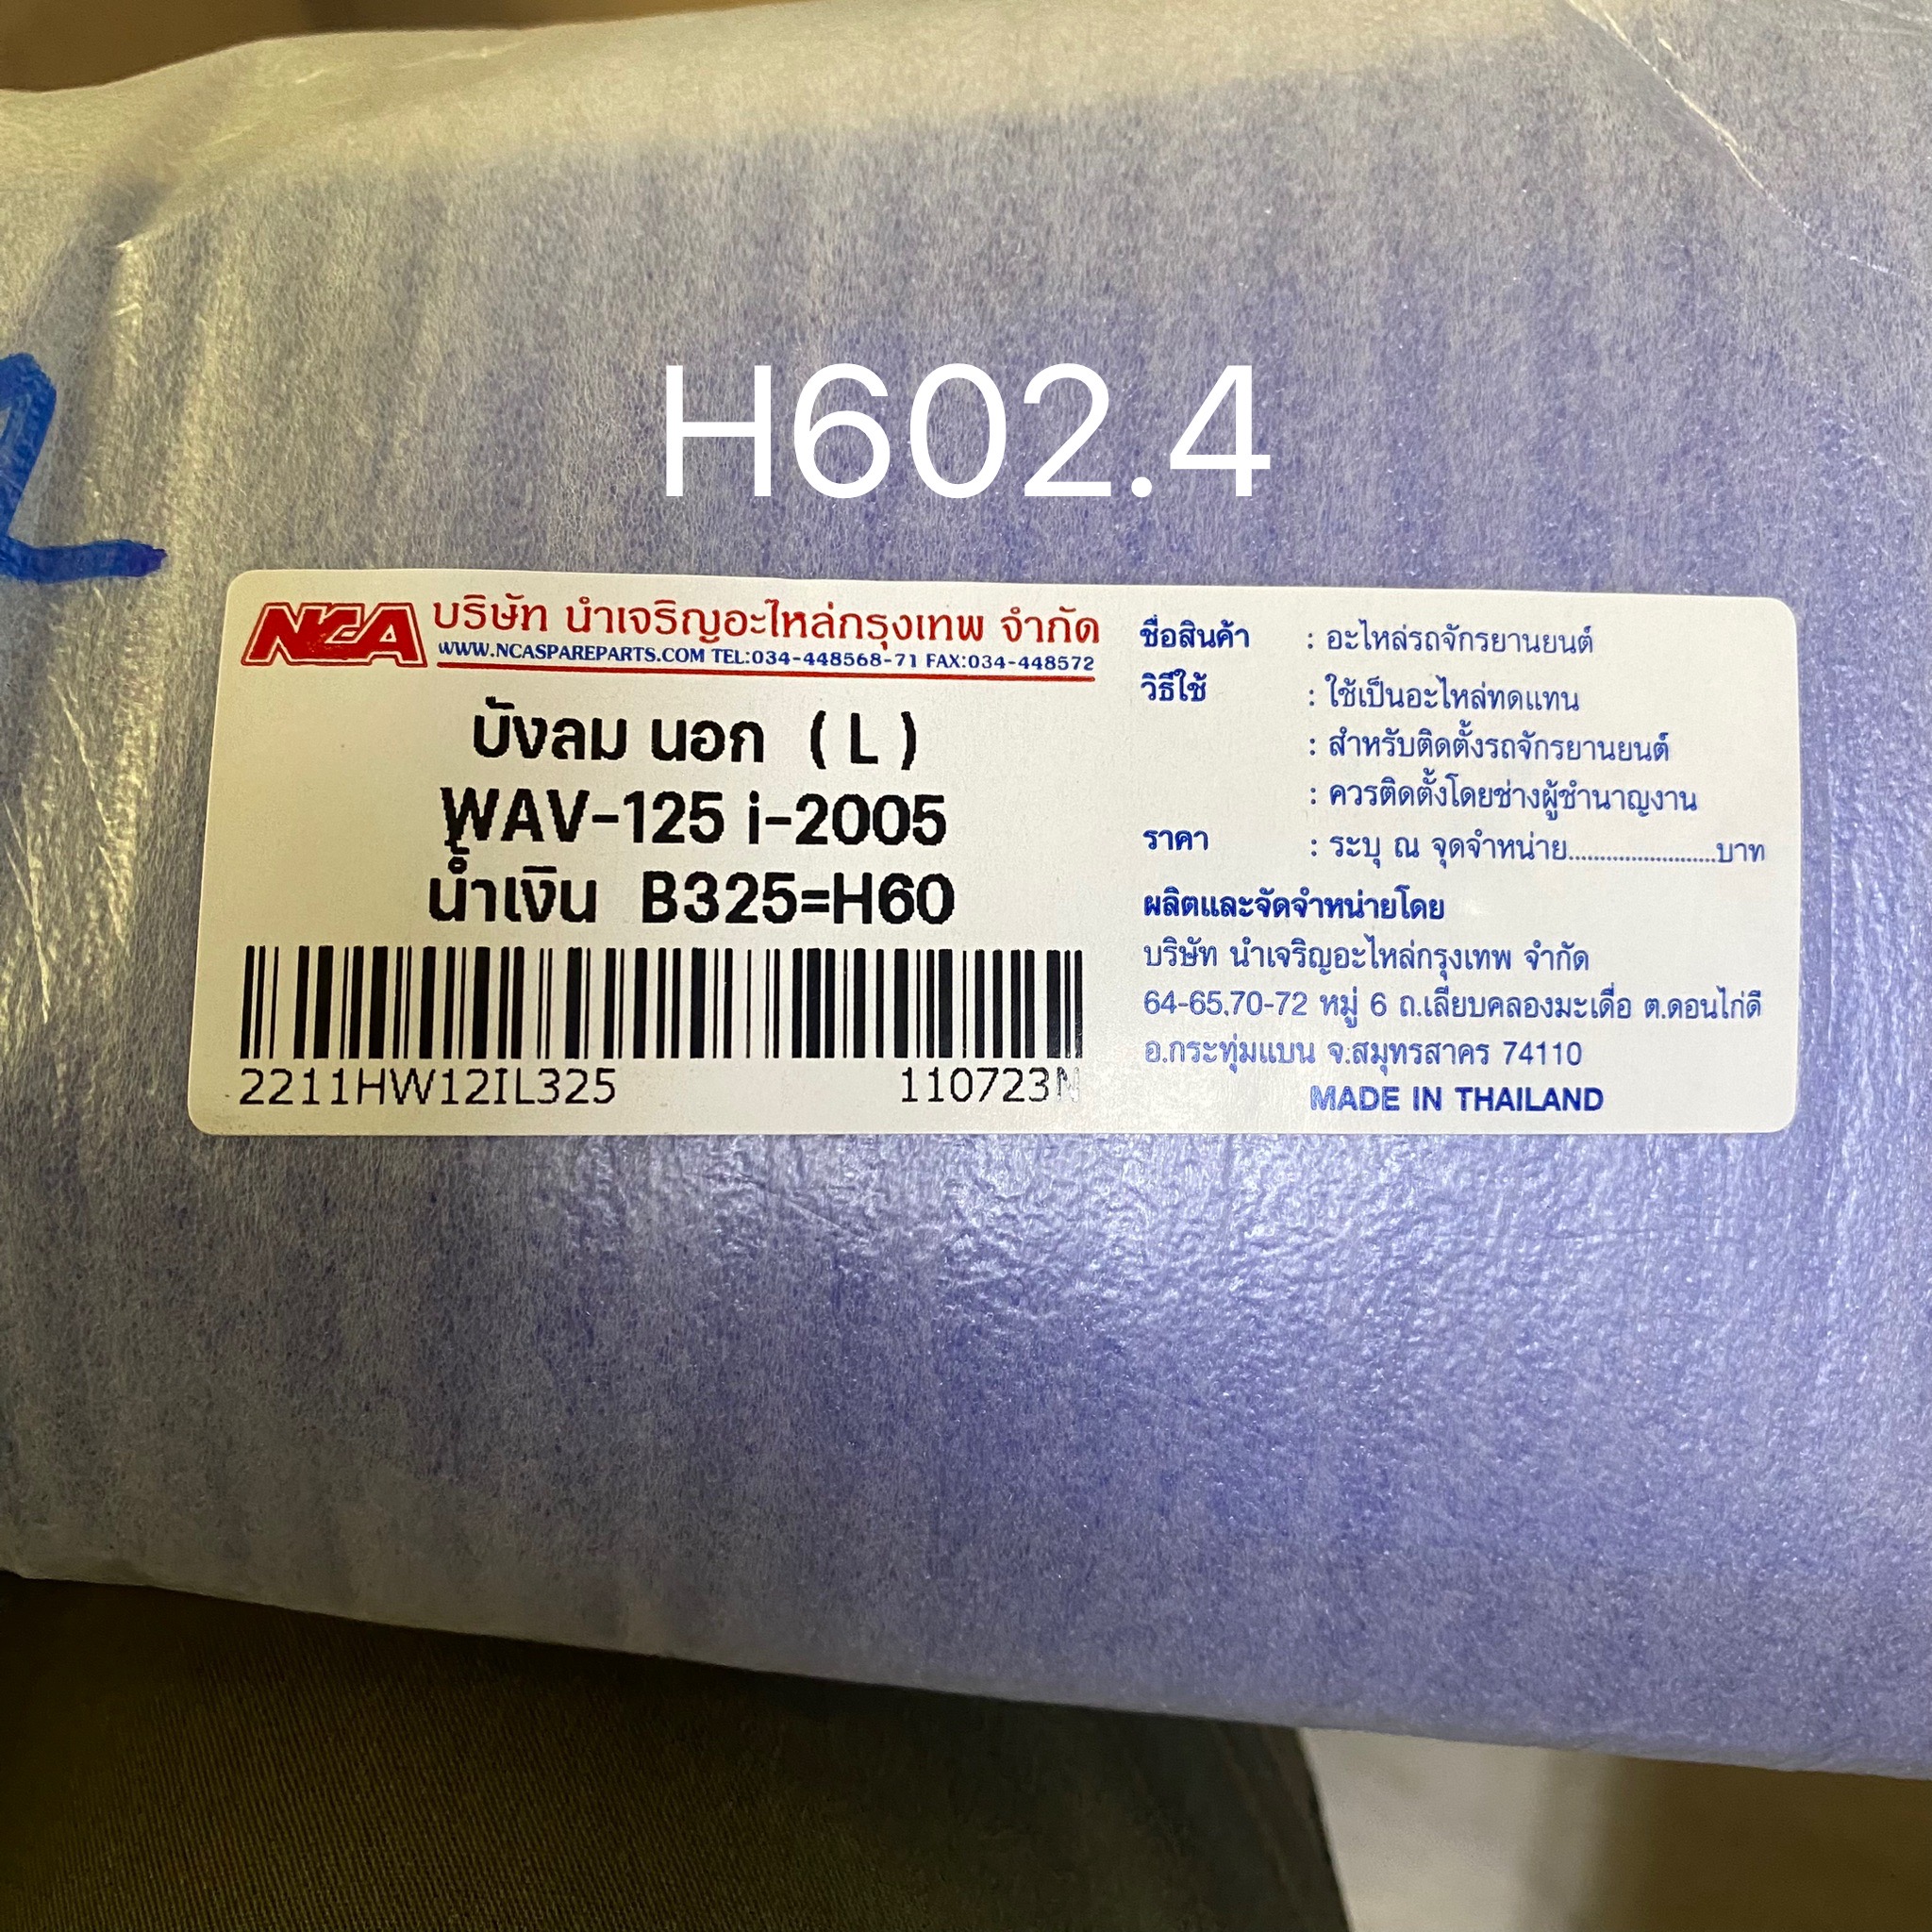 H602.4
2
NCA
บริษัท นำเจริญอะไหล่กรุงเทพ จำกัด
WWW.NCASPAREPARTS.COM TEL:034-448568-71 FAX:034-448572
บังลม นอก ( L )
WAV-125 i-2005
น้ำเงิน B325=H60
2211HW12IL325 110723N
ชื่อสินค้า : อะไหล่รถจักรยานยนต์
วิธีใช้ : ใช้เป็นอะไหล่ทดแทน
: สำหรับติดตั้งรถจักรยานยนต์
: ควรติดตั้งโดยช่างผู้ชำนาญงาน
ราคา : ระบุ ณ จุดจำหน่าย........................บาท
ผลิตและจัดจำหน่ายโดย
บริษัท นำเจริญอะไหล่กรุงเทพ จำกัด
64-65,70-72 หมู่ 6 ถ.เลียบคลองมะเดื่อ ต.ดอนไก่ดี
อ.กระทุ่มแบน จ.สมุทรสาคร 74110
MADE IN THAILAND